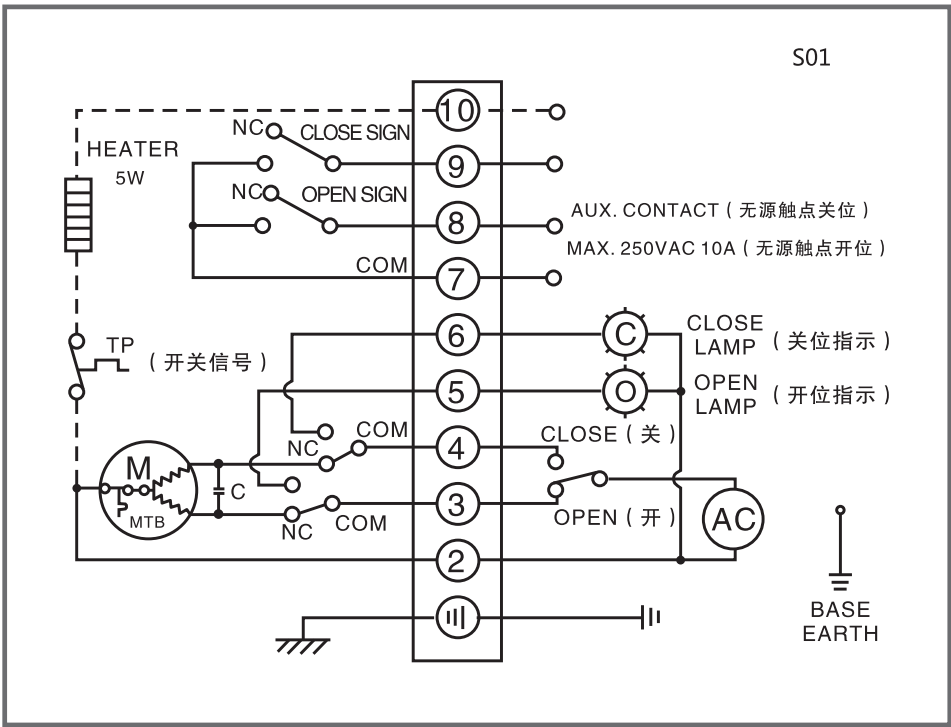 S01
10
NC CLOSE SIGN
HEATER
5W
9
NC OPEN SIGN
8
AUX. CONTACT ( 无源触点关位 )
MAX. 250VAC 10A ( 无源触点开位 )
COM
7
6
C
CLOSE
LAMP ( 关位指示 )
TP ( 开关信号 )
5
O
OPEN
LAMP ( 开位指示 )
COM
CLOSE ( 关 )
NC
4
M
C
MTB
3
NC COM
OPEN ( 开 )
AC
2
BASE
EARTH